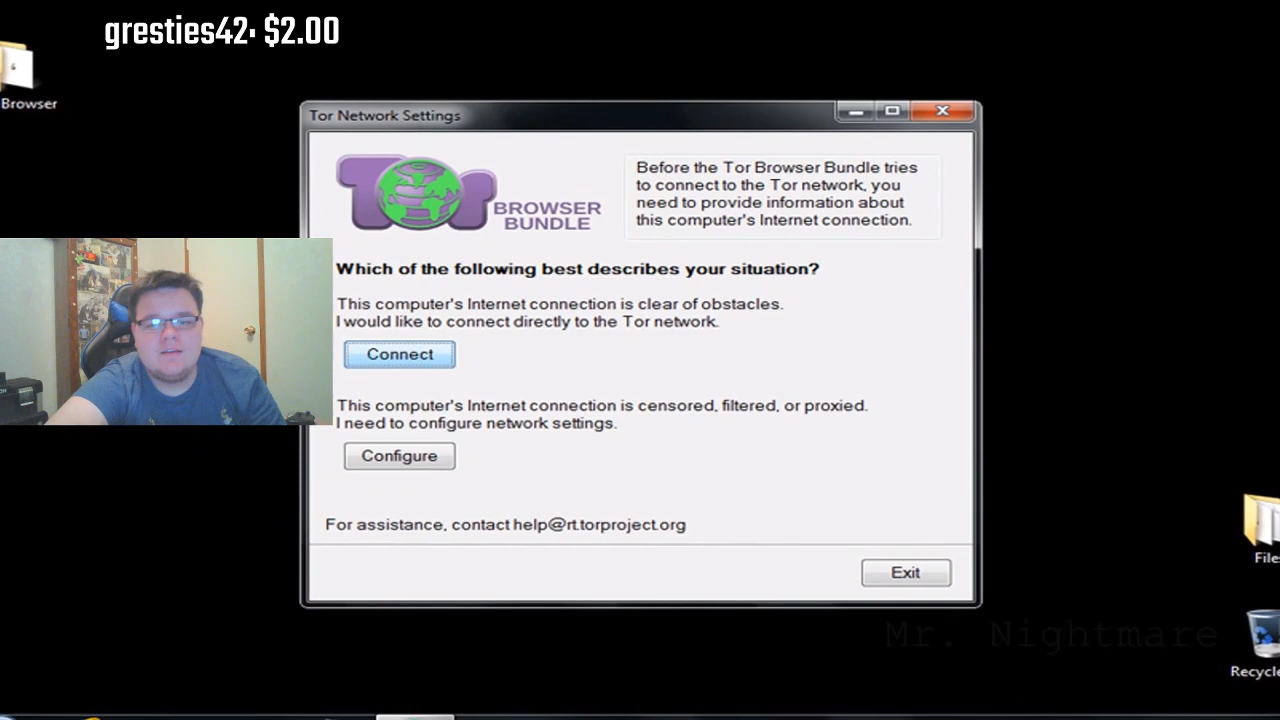 gresties42: $2.00
Browser
Tor Network Settings
Tor
BROWSER
BUNDLE
Before the Tor Browser Bundle tries
to connect to the Tor network, you
need to provide information about
this computer's Internet connection.
Which of the following best describes your situation?
This computer's Internet connection is clear of obstacles.
I would like to connect directly to the Tor network.
Connect
This computer's Internet connection is censored, filtered, or proxied.
I need to configure network settings.
Configure
For assistance, contact help@rt.torproject.org
Files
Exit
Mr. Nightmare
Recycle